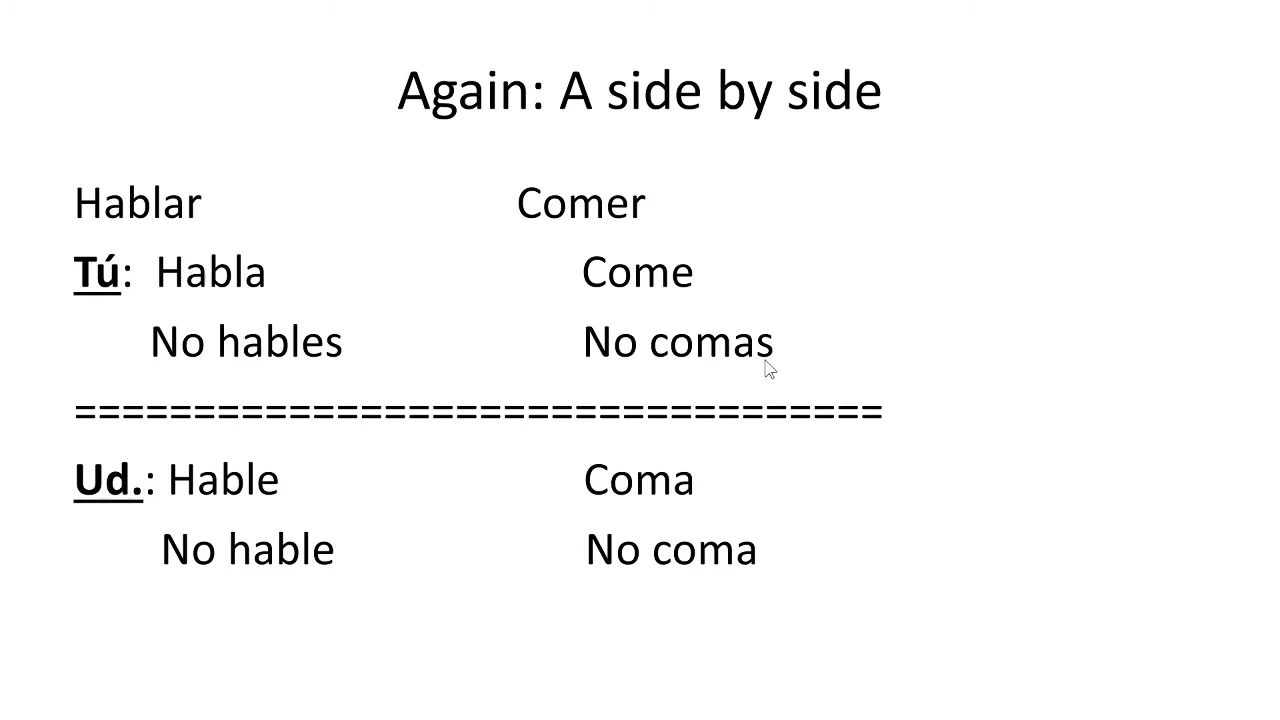 Again: A side by side
Hablar Comer
Tú: Habla Come
No hables No comas
==================================
Ud.: Hable Coma
No hable No coma